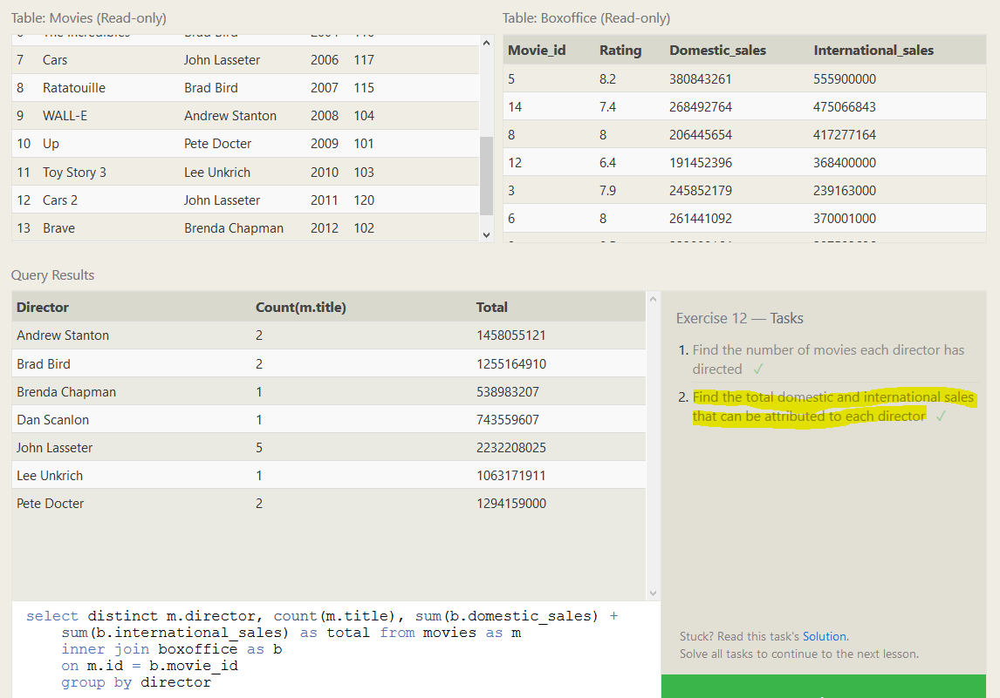 Table: Movies (Read-only)
7 Cars John Lasseter 2006 117
8 Ratatouille Brad Bird 2007 115
9 WALL-E Andrew Stanton 2008 104
10 Up Pete Docter 2009 101
11 Toy Story 3 Lee Unkrich 2010 103
12 Cars 2 John Lasseter 2011 120
13 Brave Brenda Chapman 2012 102
Table: Boxoffice (Read-only)
Movie_id Rating Domestic_sales International_sales
5 8.2 380843261 555900000
14 7.4 268492764 475066843
8 8 206445654 417277164
12 6.4 191452396 368400000
3 7.9 245852179 239163000
6 8 261441092 370001000
Query Results
Director Count(m.title) Total
Andrew Stanton 2 1458055121
Brad Bird 2 1255164910
Brenda Chapman 1 538983207
Dan Scanlon 1 743559607
John Lasseter 5 2232208025
Lee Unkrich 1 1063171911
Pete Docter 2 1294159000
select distinct m.director, count(m.title), sum(b.domestic_sales) +
sum(b.international_sales) as total from movies as m
inner join boxoffice as b
on m.id = b.movie_id
group by director
Exercise 12 — Tasks
1. Find the number of movies each director has
directed ✓
2. Find the total domestic and international sales
that can be attributed to each director ✓
Stuck? Read this task's Solution.
Solve all tasks to continue to the next lesson.